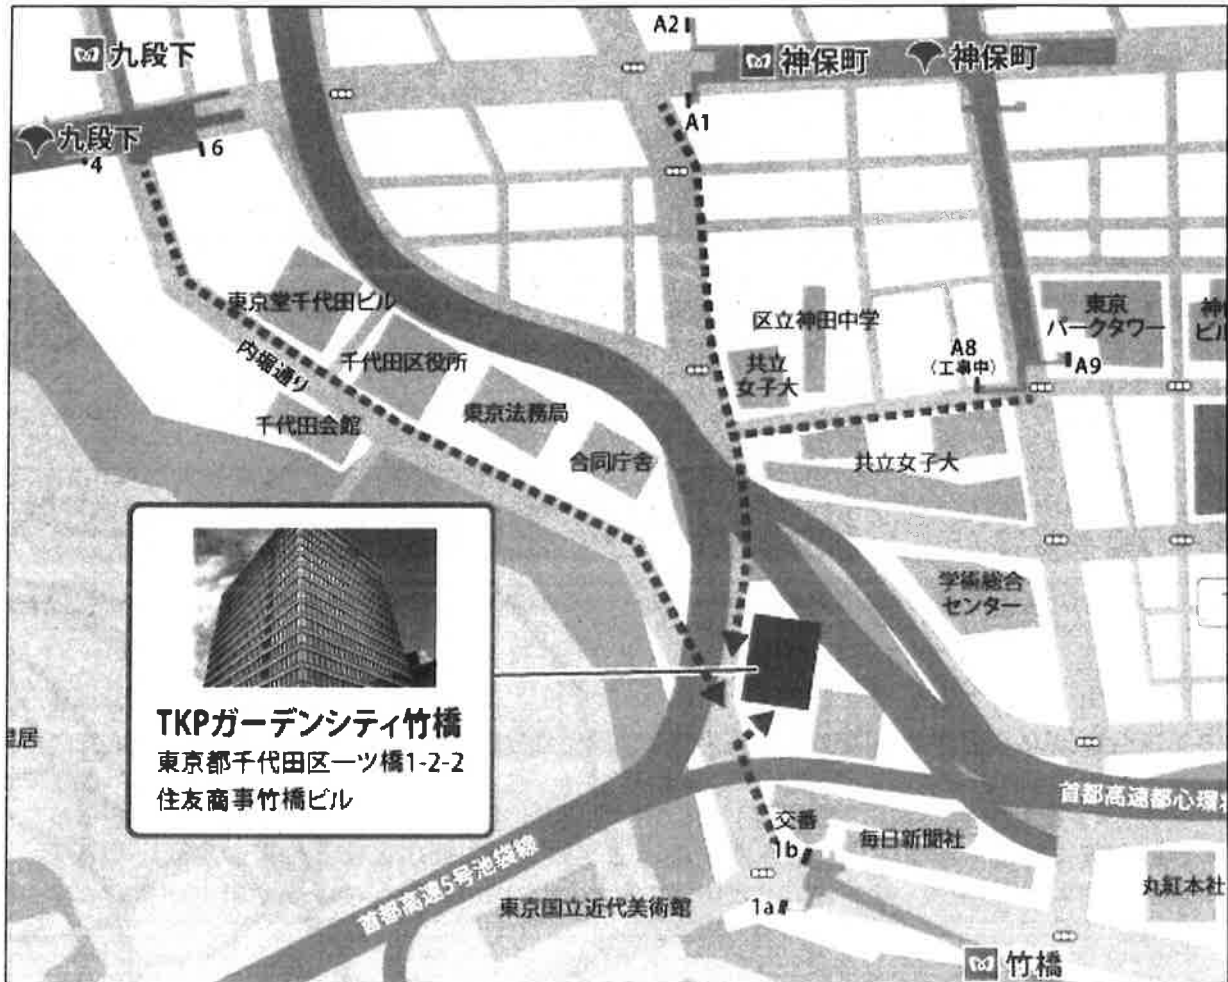 九段下
A2
神保町
神保町
九段下
4
6
A1
東京堂千代田ビル
内堀通り
千代田区役所
千代田会館
東京法務局
合同庁舎
区立神田中学
共立
女子大
A8
(工事中)
A9
東京
パークタワー
共立女子大
学術総合
センター
TKPガーデンシティ竹橋
東京都千代田区一ツ橋1-2-2
住友商事竹橋ビル
首都高速都心環
交番
1b
毎日新聞社
首都高速5号池袋線
東京国立近代美術館
1a
丸紅本社
竹橋